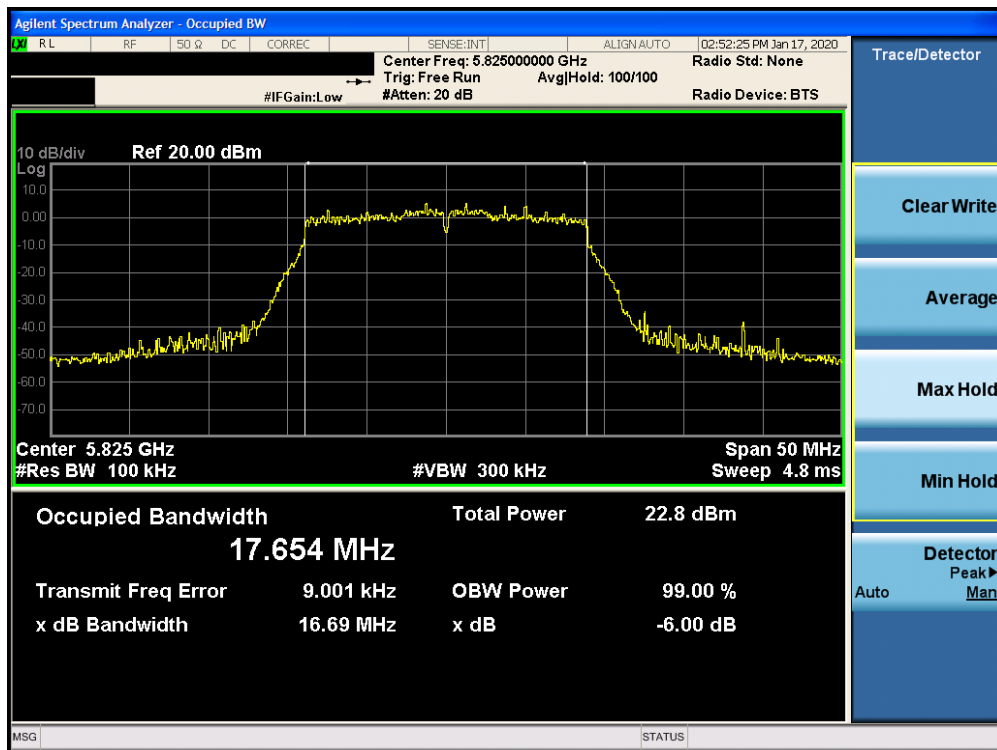 Agilent Spectrum Analyzer - Occupied BW
LXI RL RF 50 Ω DC CORREC SENSE:INT ALIGN AUTO 02:52:25 PM Jan 17, 2020
Center Freq: 5.825000000 GHz Radio Std: None
Trig: Free Run Avg|Hold: 100/100
#IFGain:Low #Atten: 20 dB Radio Device: BTS
10 dB/div Ref 20.00 dBm
Log
10.0
0.00
-10.0
-20.0
-30.0
-40.0
-50.0
-60.0
-70.0
Center 5.825 GHz Span 50 MHz
#Res BW 100 kHz #VBW 300 kHz Sweep 4.8 ms
Occupied Bandwidth Total Power 22.8 dBm
17.654 MHz
Transmit Freq Error 9.001 kHz OBW Power 99.00 %
x dB Bandwidth 16.69 MHz x dB -6.00 dB
MSG STATUS
Trace/Detector
Clear Write
Average
Max Hold
Min Hold
Detector
Peak▶
Auto Man